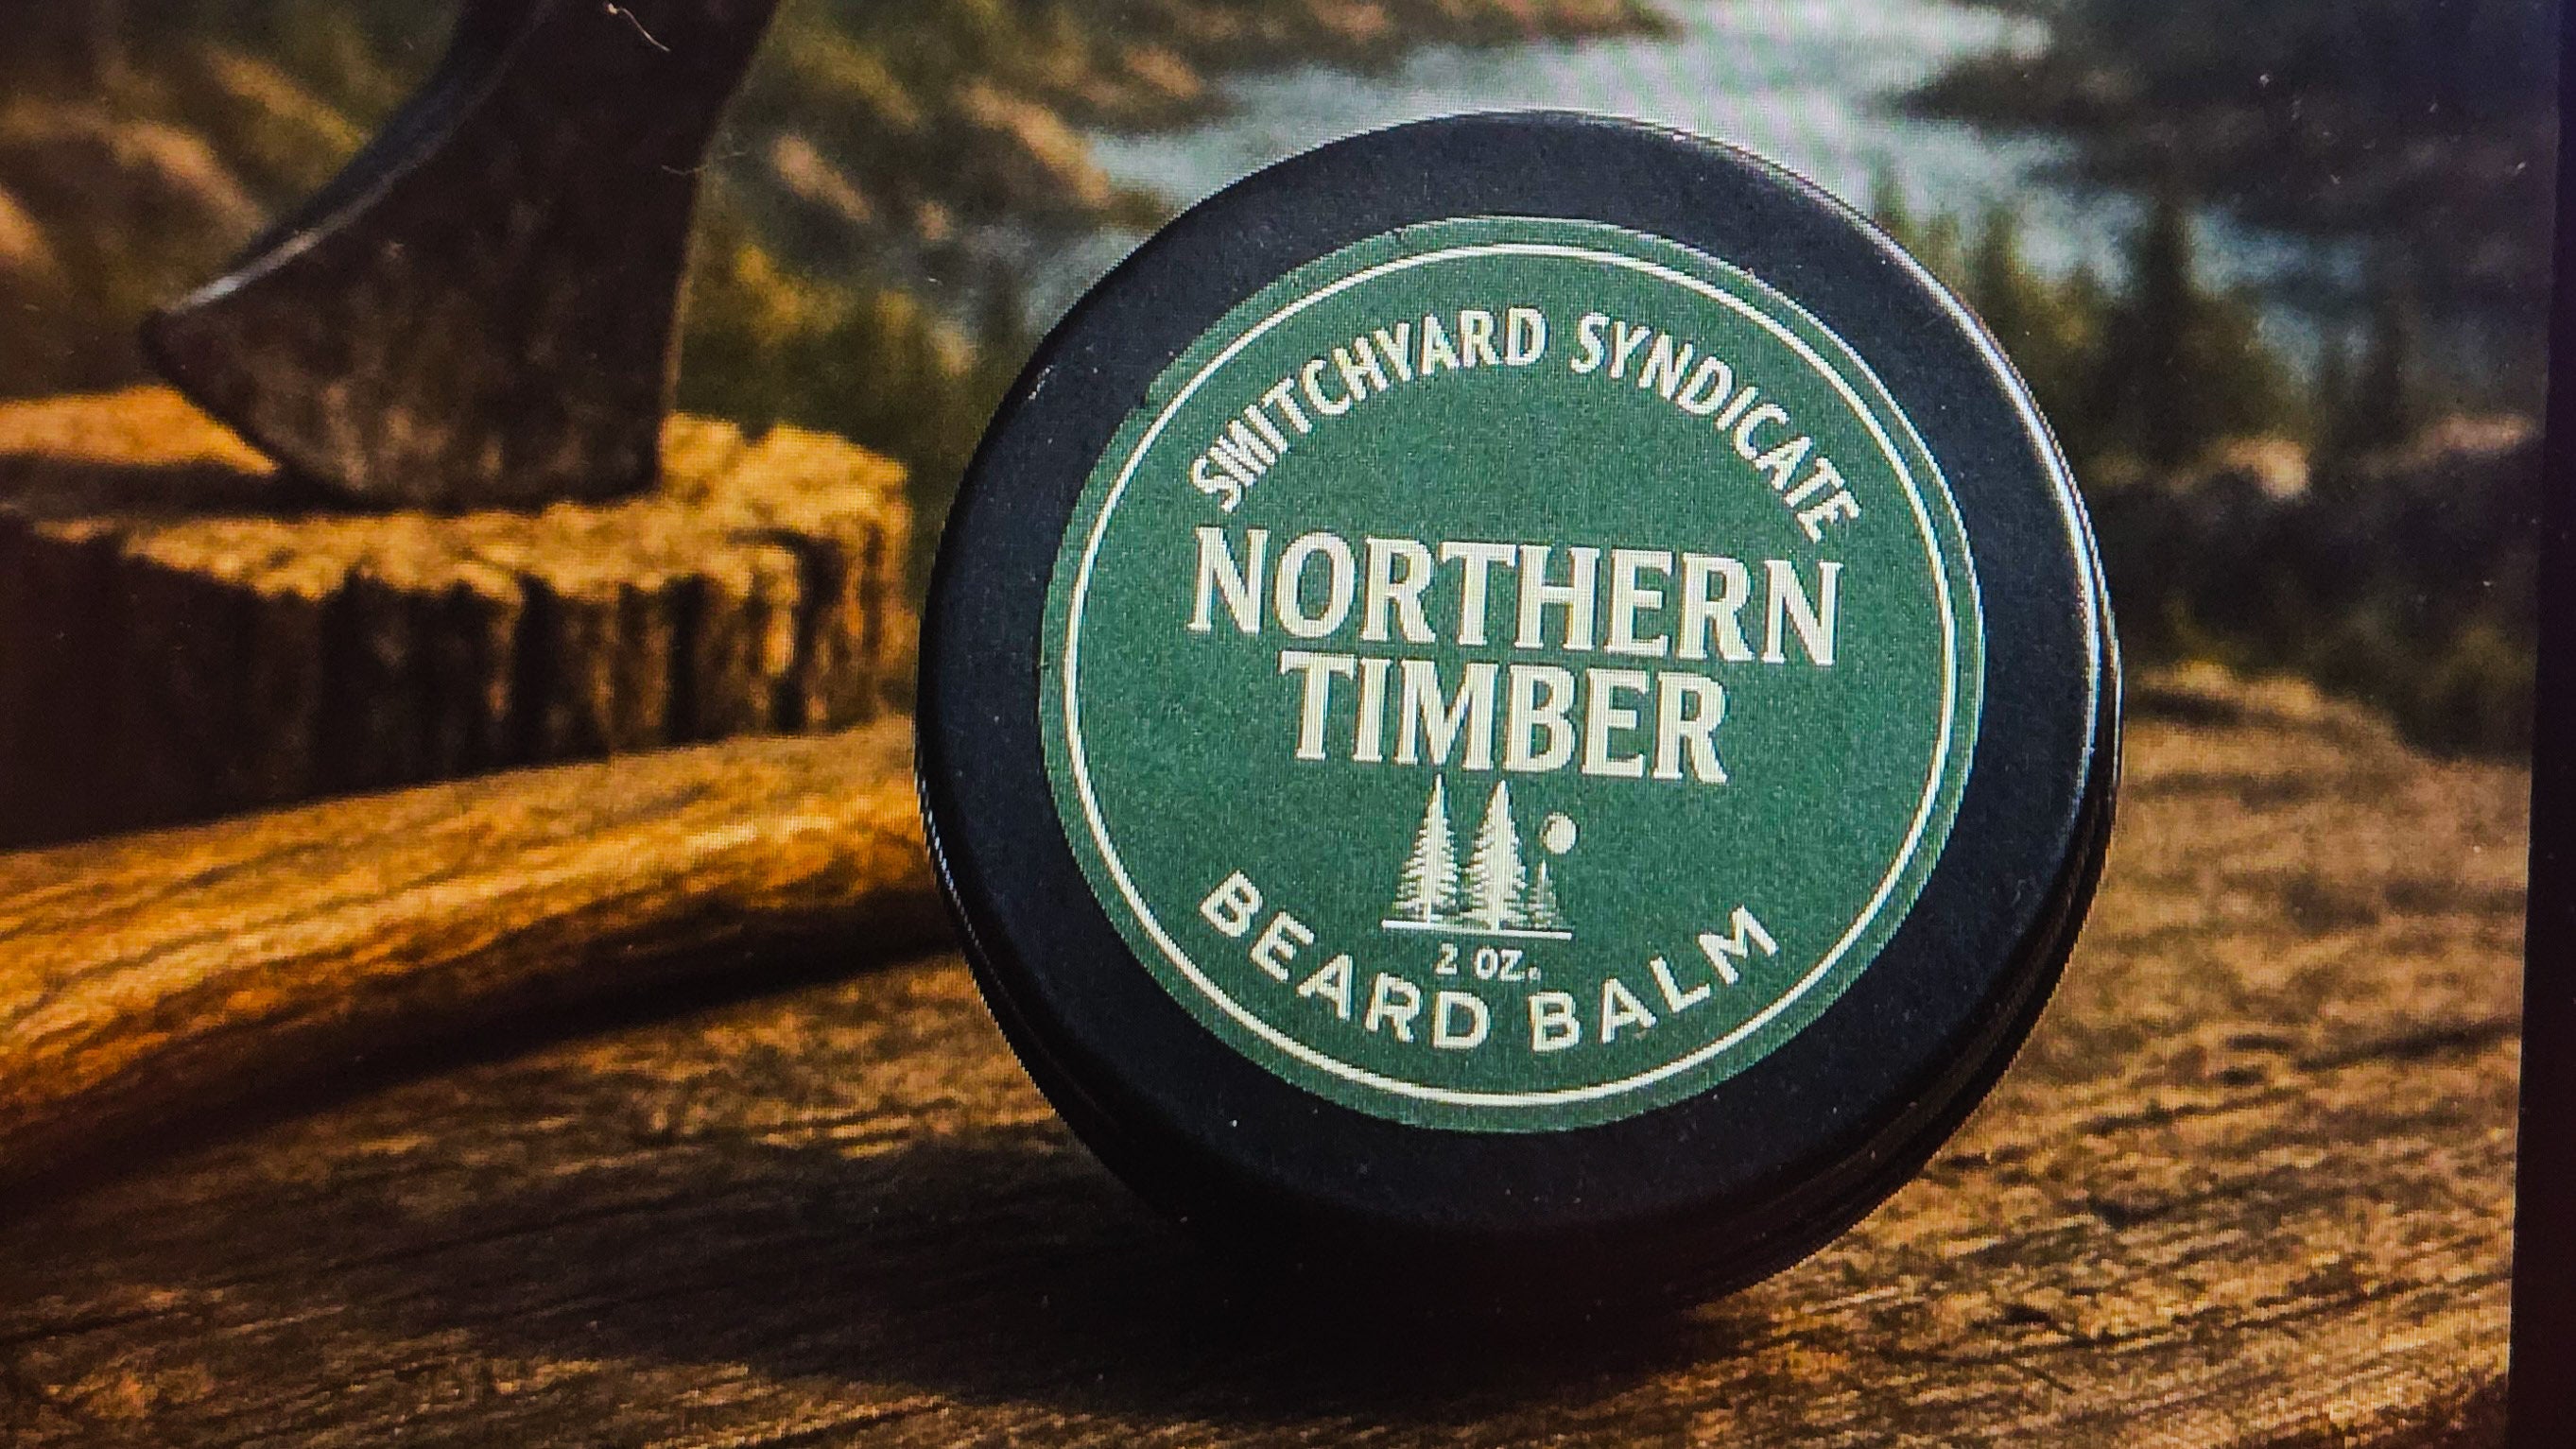 SWITCHYARD SYNDICATE
NORTHERN
TIMBER
2 OZ.
BEARD BALM